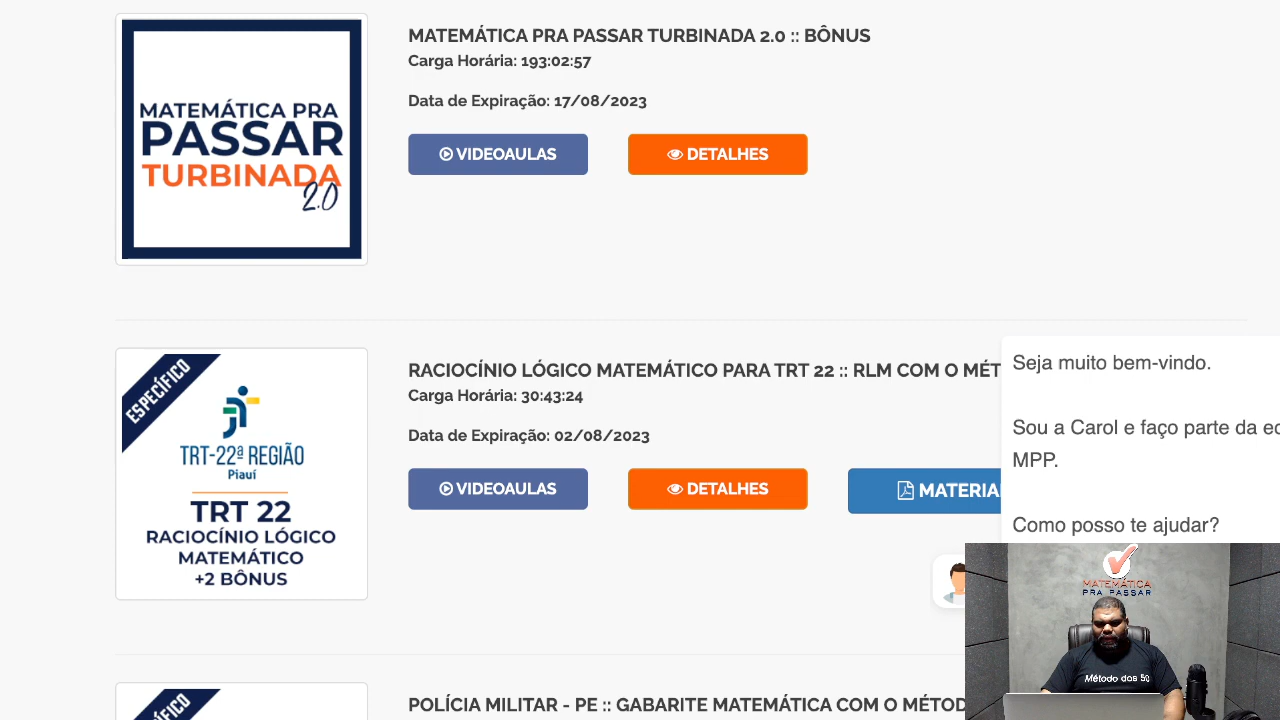 MATEMÁTICA PRA
PASSAR
TURBINADA
2.0
MATEMÁTICA PRA PASSAR TURBINADA 2.0 :: BÔNUS
Carga Horária: 193:02:57
Data de Expiração: 17/08/2023
VIDEOAULAS
DETALHES
ESPECÍFICO
TRT-22ª REGIÃO
Piauí
TRT 22
RACIOCÍNIO LÓGICO
MATEMÁTICO
+2 BÔNUS
RACIOCÍNIO LÓGICO MATEMÁTICO PARA TRT 22 :: RLM COM O MÉT
Carga Horária: 30:43:24
Data de Expiração: 02/08/2023
VIDEOAULAS
DETALHES
MATERIA
Seja muito bem-vindo.
Sou a Carol e faço parte da
MPP.
Como posso te ajudar?
MATEMÁTICA
PRA PASSAR
Método dos
POLÍCIA MILITAR - PE :: GABARITE MATEMÁTICA COM O MÉTOD